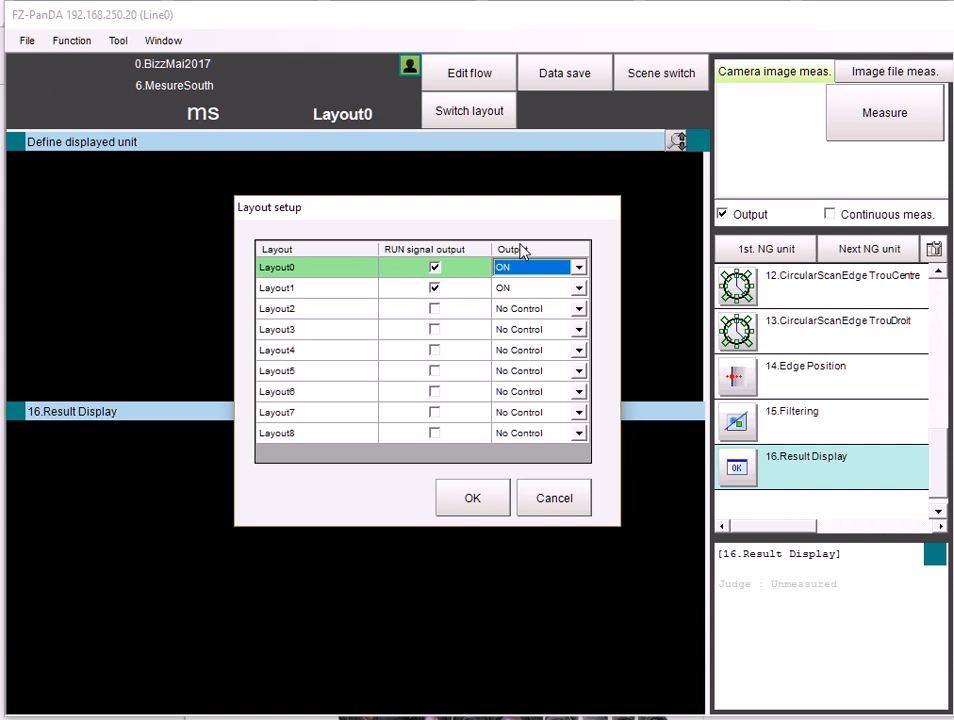 FZ-PanDA 192.168.250.20 (Line0)
File Function Tool Window
0.BizzMai2017
6.MesureSouth
ms Layout0
Edit flow Data save Scene switch
Switch layout
Camera image meas. Image file meas.
Measure
Define displayed unit
Output Continuous meas.
1st. NG unit Next NG unit
12.CircularScanEdge TrouCentre
13.CircularScanEdge TrouDroit
14.Edge Position
15.Filtering
OK 16.Result Display
[16.Result Display]
Judge : Unmeasured
16.Result Display
Layout setup
Layout RUN signal output Output
Layout0 ON
Layout1 ON
Layout2 No Control
Layout3 No Control
Layout4 No Control
Layout5 No Control
Layout6 No Control
Layout7 No Control
Layout8 No Control
OK Cancel